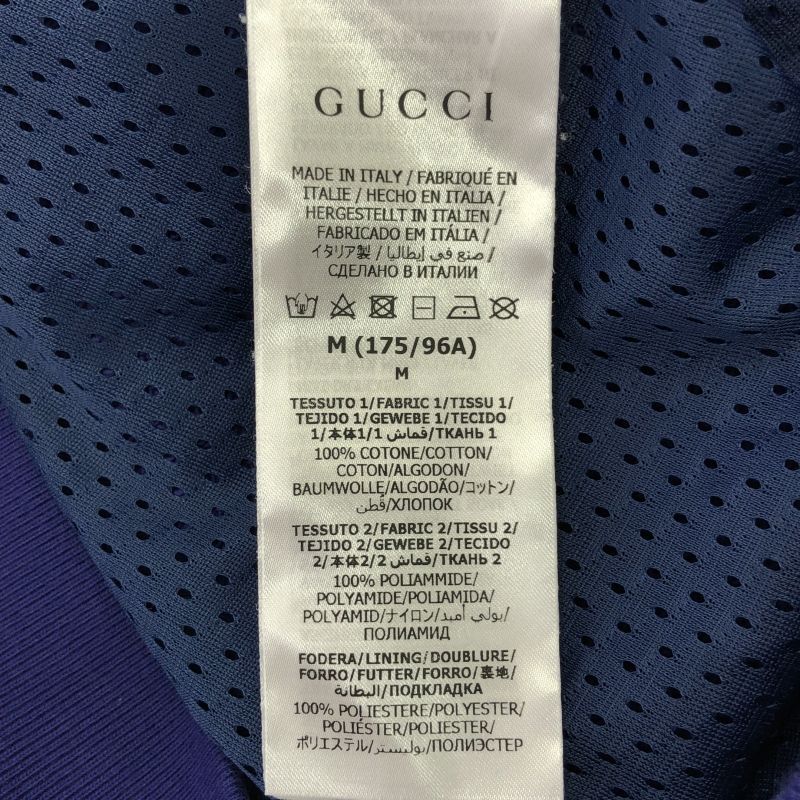 GUCCI
MADE IN ITALY / FABRIQUÉ EN
ITALIE / HECHO EN ITALIA /
HERGESTELLT IN ITALIEN /
FABRICADO EM ITÁLIA /
イタリア製 / صنع في إيطاليا /
СДЕЛАНО В ИТАЛИИ
M (175/96A)
M
TESSUTO 1/FABRIC 1/TISSU 1/
TEJIDO 1/GEWEBE 1/TECIDO
1/本体1/قماش 1/ТКАНЬ 1
100% COTONE/COTTON/
COTON/ALGODON/
BAUMWOLLE/ALGODÃO/コットン/
قُطن/ХЛОПОК
TESSUTO 2/FABRIC 2/TISSU 2/
TEJIDO 2/GEWEBE 2/TECIDO
2/本体2/قماش 2/ТКАНЬ 2
100% POLIAMMIDE/
POLYAMIDE/POLIAMIDA/
POLYAMID/ナイロン/بولي أميد/
ПОЛИАМИД
FODERA/LINING/DOUBLURE/
FORRO/FUTTER/FORRO/裏地/
البطانة/ПОДКЛАДКА
100% POLIESTERE/POLYESTER/
POLIÉSTER/POLIÉSTER/
ポリエステル/بوليستر/ПОЛИЭСТЕР